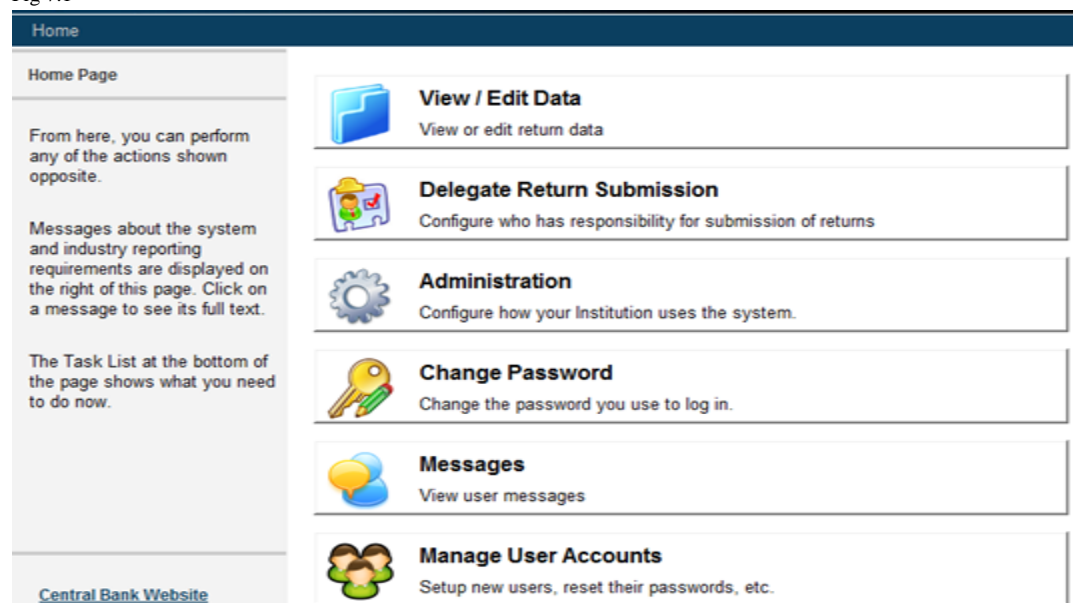 Home
Home Page
From here, you can perform
any of the actions shown
opposite.
Messages about the system
and industry reporting
requirements are displayed on
the right of this page. Click on
a message to see its full text.
The Task List at the bottom of
the page shows what you need
to do now.
Central Bank Website
View / Edit Data
View or edit return data
Delegate Return Submission
Configure who has responsibility for submission of returns
Administration
Configure how your Institution uses the system.
Change Password
Change the password you use to log in.
Messages
View user messages
Manage User Accounts
Setup new users, reset their passwords, etc.